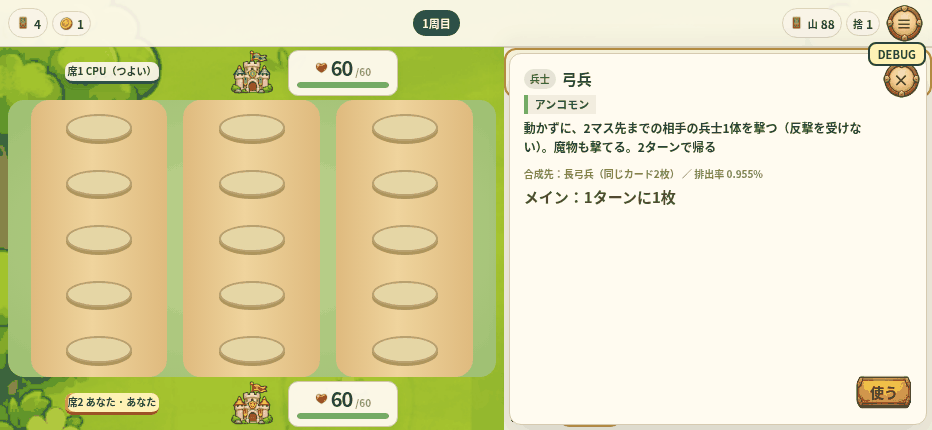 4
1
1周目
山 88
捨 1
DEBUG
席1 CPU（つよい）
60 /60
兵士 弓兵
アンコモン
動かずに、2マス先までの相手の兵士1体を撃つ（反撃を受けな
い）。魔物も撃てる。2ターンで帰る
合成先：長弓兵（同じカード2枚）／排出率 0.955%
メイン：1ターンに1枚
席2 あなた・あなた
60 /60
使う